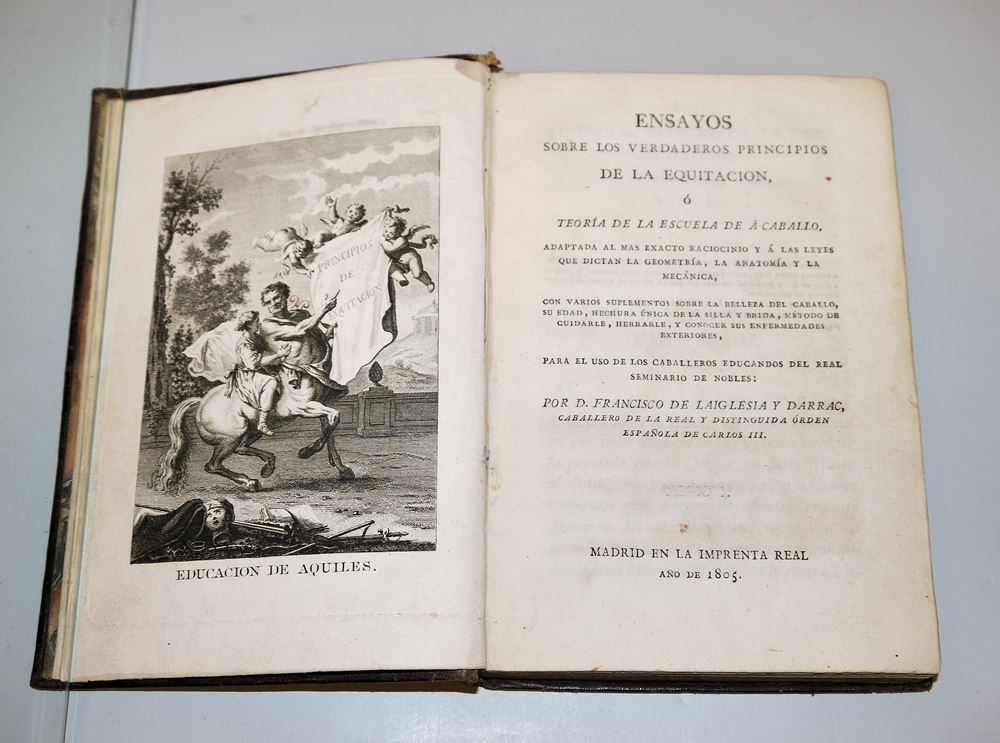 PRINCIPIOS
DE
EQUITACION
EDUCACION DE AQUILES.
ENSAYOS
SOBRE LOS VERDADEROS PRINCIPIOS
DE LA EQUITACION,
ó
TEORÍA DE LA ESCUELA DE Á CABALLO,
ADAPTADA AL MAS EXACTO RACIOCINIO Y Á LAS LEYES
QUE DICTAN LA GEOMETRÍA, LA ANATOMÍA Y LA
MECÁNICA,
CON VARIOS SUPLEMENTOS SOBRE LA BELLEZA DEL CABALLO,
SU EDAD, HECHURA ÚNICA DE LA SILLA Y BRIDA, MÉTODO DE
CUIDARLE, HERRARLE, Y CONOCER SUS ENFERMEDADES
EXTERIORES,
PARA EL USO DE LOS CABALLEROS EDUCANDOS DEL REAL
SEMINARIO DE NOBLES:
POR D. FRANCISCO DE LAIGLESIA Y DARRAC,
CABALLERO DE LA REAL Y DISTINGUIDA ÓRDEN
ESPAÑOLA DE CARLOS III.
MADRID EN LA IMPRENTA REAL
AÑO DE 1805.